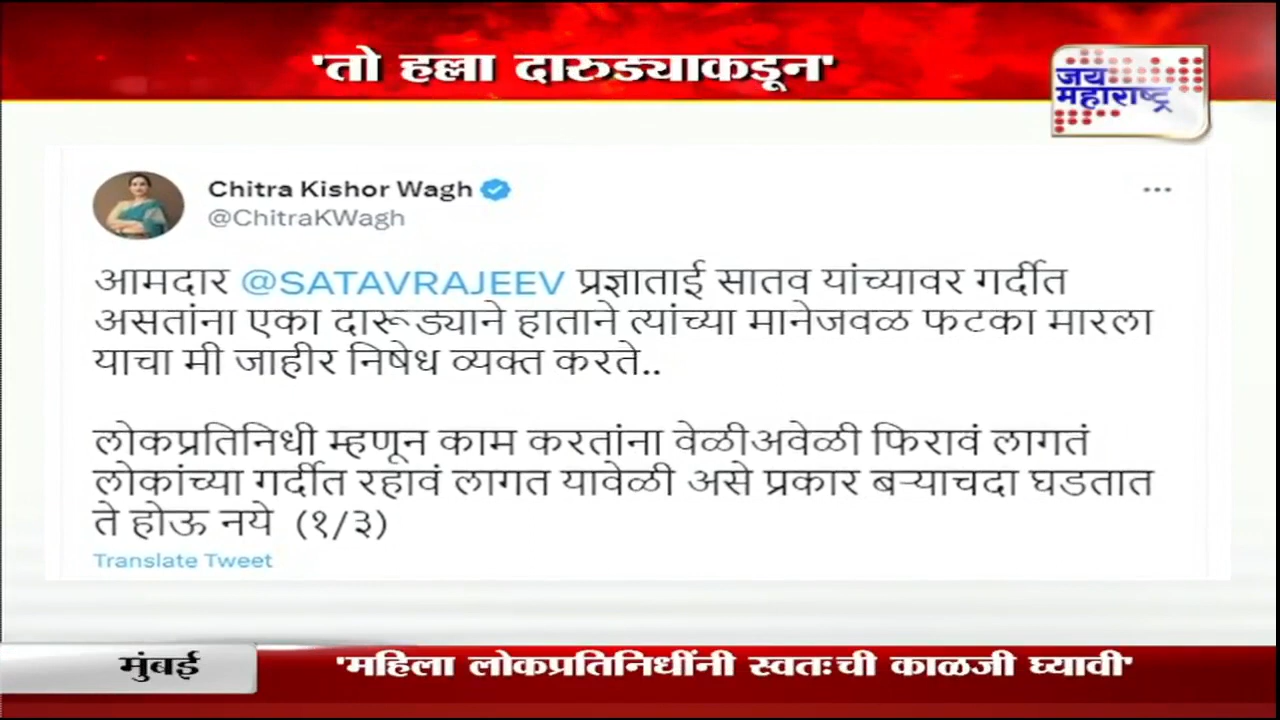 'तो हल्ला दारुड्याकडून'
जय
महाराष्ट्र
Chitra Kishor Wagh
@ChitraKWagh
आमदार @SATAVRAJEEV प्रज्ञाताई सातव यांच्यावर गर्दीत
असतांना एका दारूड्याने हाताने त्यांच्या मानेजवळ फटका मारला
याचा मी जाहीर निषेध व्यक्त करते..
लोकप्रतिनिधी म्हणून काम करतांना वेळीअवेळी फिरावं लागतं
लोकांच्या गर्दीत रहावं लागत यावेळी असे प्रकार बऱ्याचदा घडतात
ते होऊ नये (१/३)
Translate Tweet
मुंबई
'महिला लोकप्रतिनिधींनी स्वतःची काळजी घ्यावी'